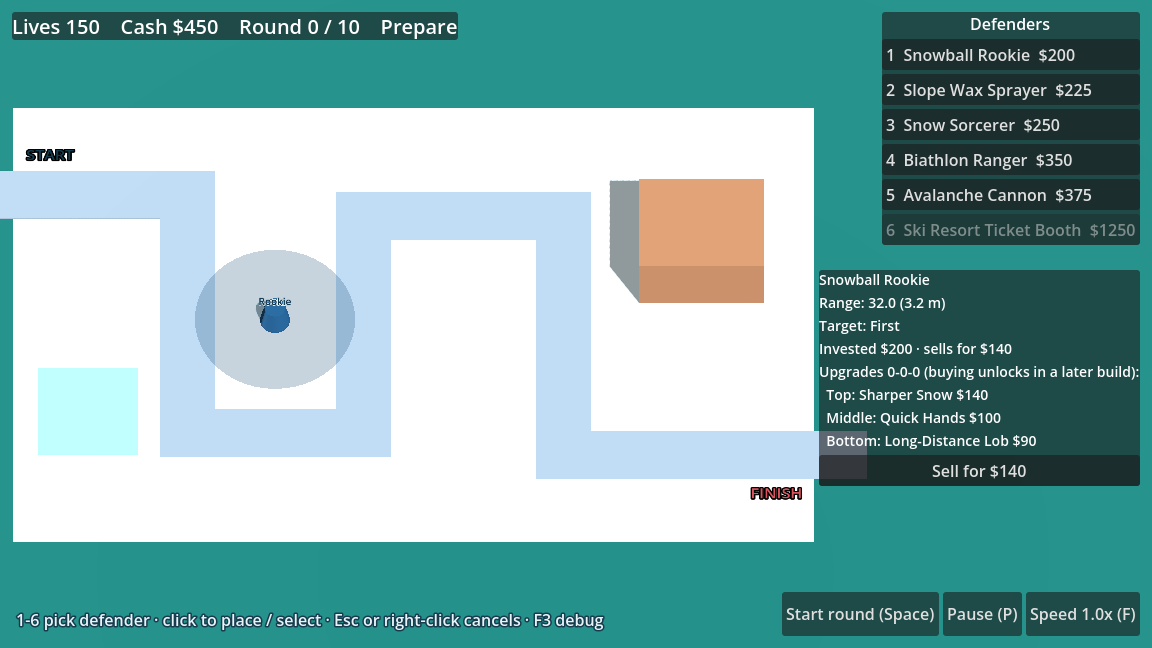 Lives 150 Cash $450 Round 0 / 10 Prepare
Defenders
1 Snowball Rookie $200
2 Slope Wax Sprayer $225
3 Snow Sorcerer $250
4 Biathlon Ranger $350
5 Avalanche Cannon $375
6 Ski Resort Ticket Booth $1250
START
Rookie
Snowball Rookie
Range: 32.0 (3.2 m)
Target: First
Invested $200 · sells for $140
Upgrades 0-0-0 (buying unlocks in a later build):
Top: Sharper Snow $140
Middle: Quick Hands $100
Bottom: Long-Distance Lob $90
Sell for $140
FINISH
1-6 pick defender · click to place / select · Esc or right-click cancels · F3 debug
Start round (Space)
Pause (P)
Speed 1.0x (F)